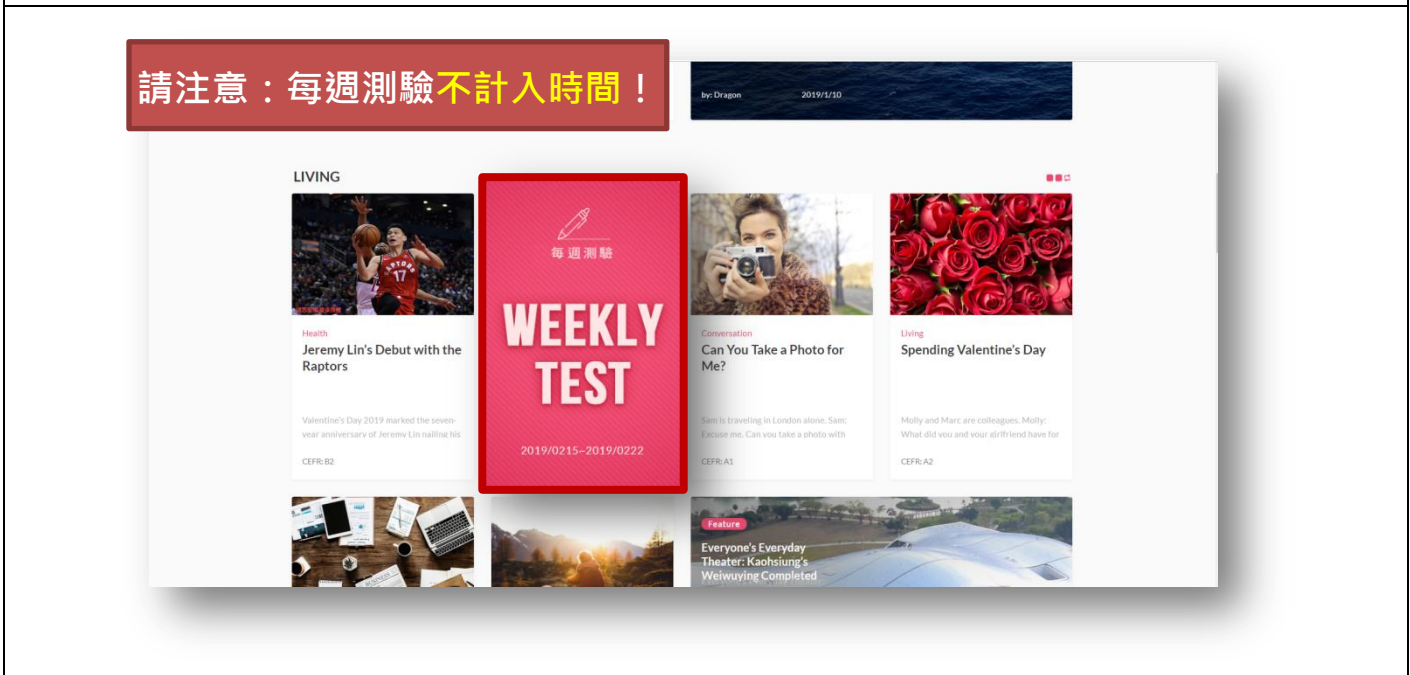 請注意：每週測驗不計入時間！
by: Dragon 2019/1/10
LIVING
每週測驗
WEEKLY
TEST
2019/0215~2019/0222
Health
Jeremy Lin's Debut with the
Raptors
Valentine's Day 2019 marked the seven-
year anniversary of Jeremy Lin nailing his
CEFR: B2
Conversation
Can You Take a Photo for
Me?
Sam is traveling in London alone. Sam:
Excuse me. Can you take a photo with
CEFR: A1
Living
Spending Valentine's Day
Molly and Marc are colleagues. Molly:
What did you and your girlfriend have for
CEFR: A2
Feature
Everyone's Everyday
Theater: Kaohsiung's
Weiwuying Completed